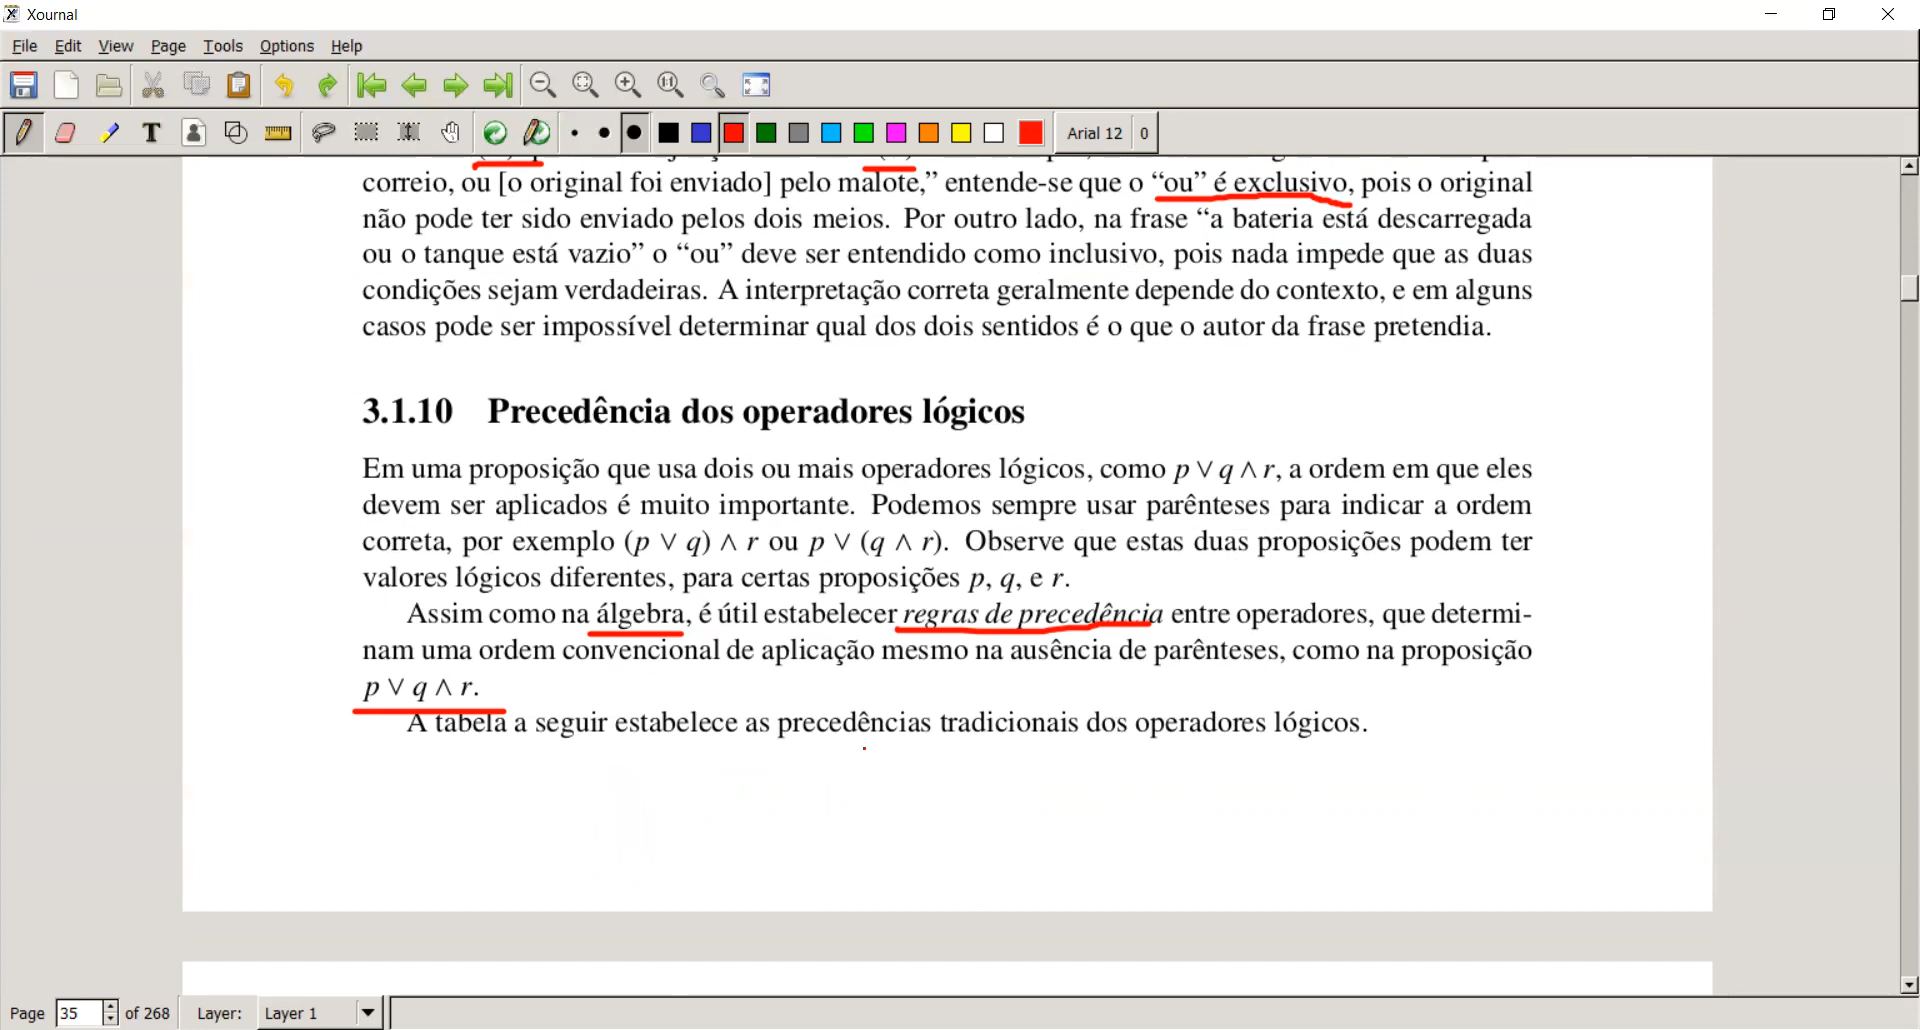 Xournal
File Edit View Page Tools Options Help
T 1:1
Arial 12 0
correio, ou [o original foi enviado] pelo malote,” entende-se que o “ou” é exclusivo, pois o original
não pode ter sido enviado pelos dois meios. Por outro lado, na frase “a bateria está descarregada
ou o tanque está vazio” o “ou” deve ser entendido como inclusivo, pois nada impede que as duas
condições sejam verdadeiras. A interpretação correta geralmente depende do contexto, e em alguns
casos pode ser impossível determinar qual dos dois sentidos é o que o autor da frase pretendia.
3.1.10 Precedência dos operadores lógicos
Em uma proposição que usa dois ou mais operadores lógicos, como p ∨ q ∧ r, a ordem em que eles
devem ser aplicados é muito importante. Podemos sempre usar parênteses para indicar a ordem
correta, por exemplo (p ∨ q) ∧ r ou p ∨ (q ∧ r). Observe que estas duas proposições podem ter
valores lógicos diferentes, para certas proposições p, q, e r.
Assim como na álgebra, é útil estabelecer regras de precedência entre operadores, que determi-
nam uma ordem convencional de aplicação mesmo na ausência de parênteses, como na proposição
p ∨ q ∧ r.
A tabela a seguir estabelece as precedências tradicionais dos operadores lógicos.
Page 35 of 268 Layer: Layer 1